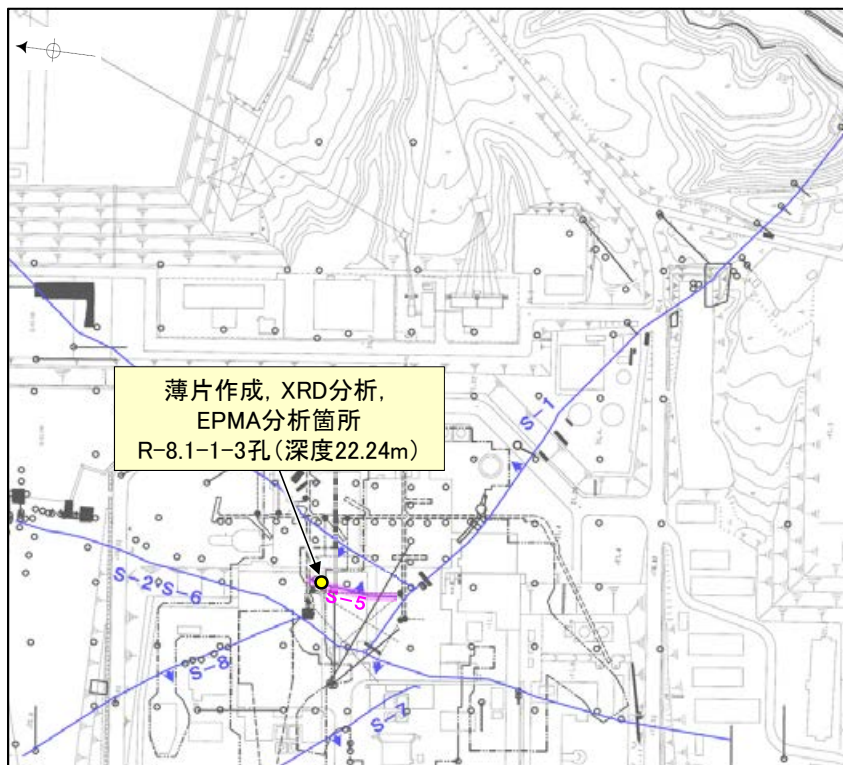 S-1
薄片作成, XRD分析,
EPMA分析箇所
R-8.1-1-3孔(深度22.24m)
S-2・S-6
S-5
S-8
S-7